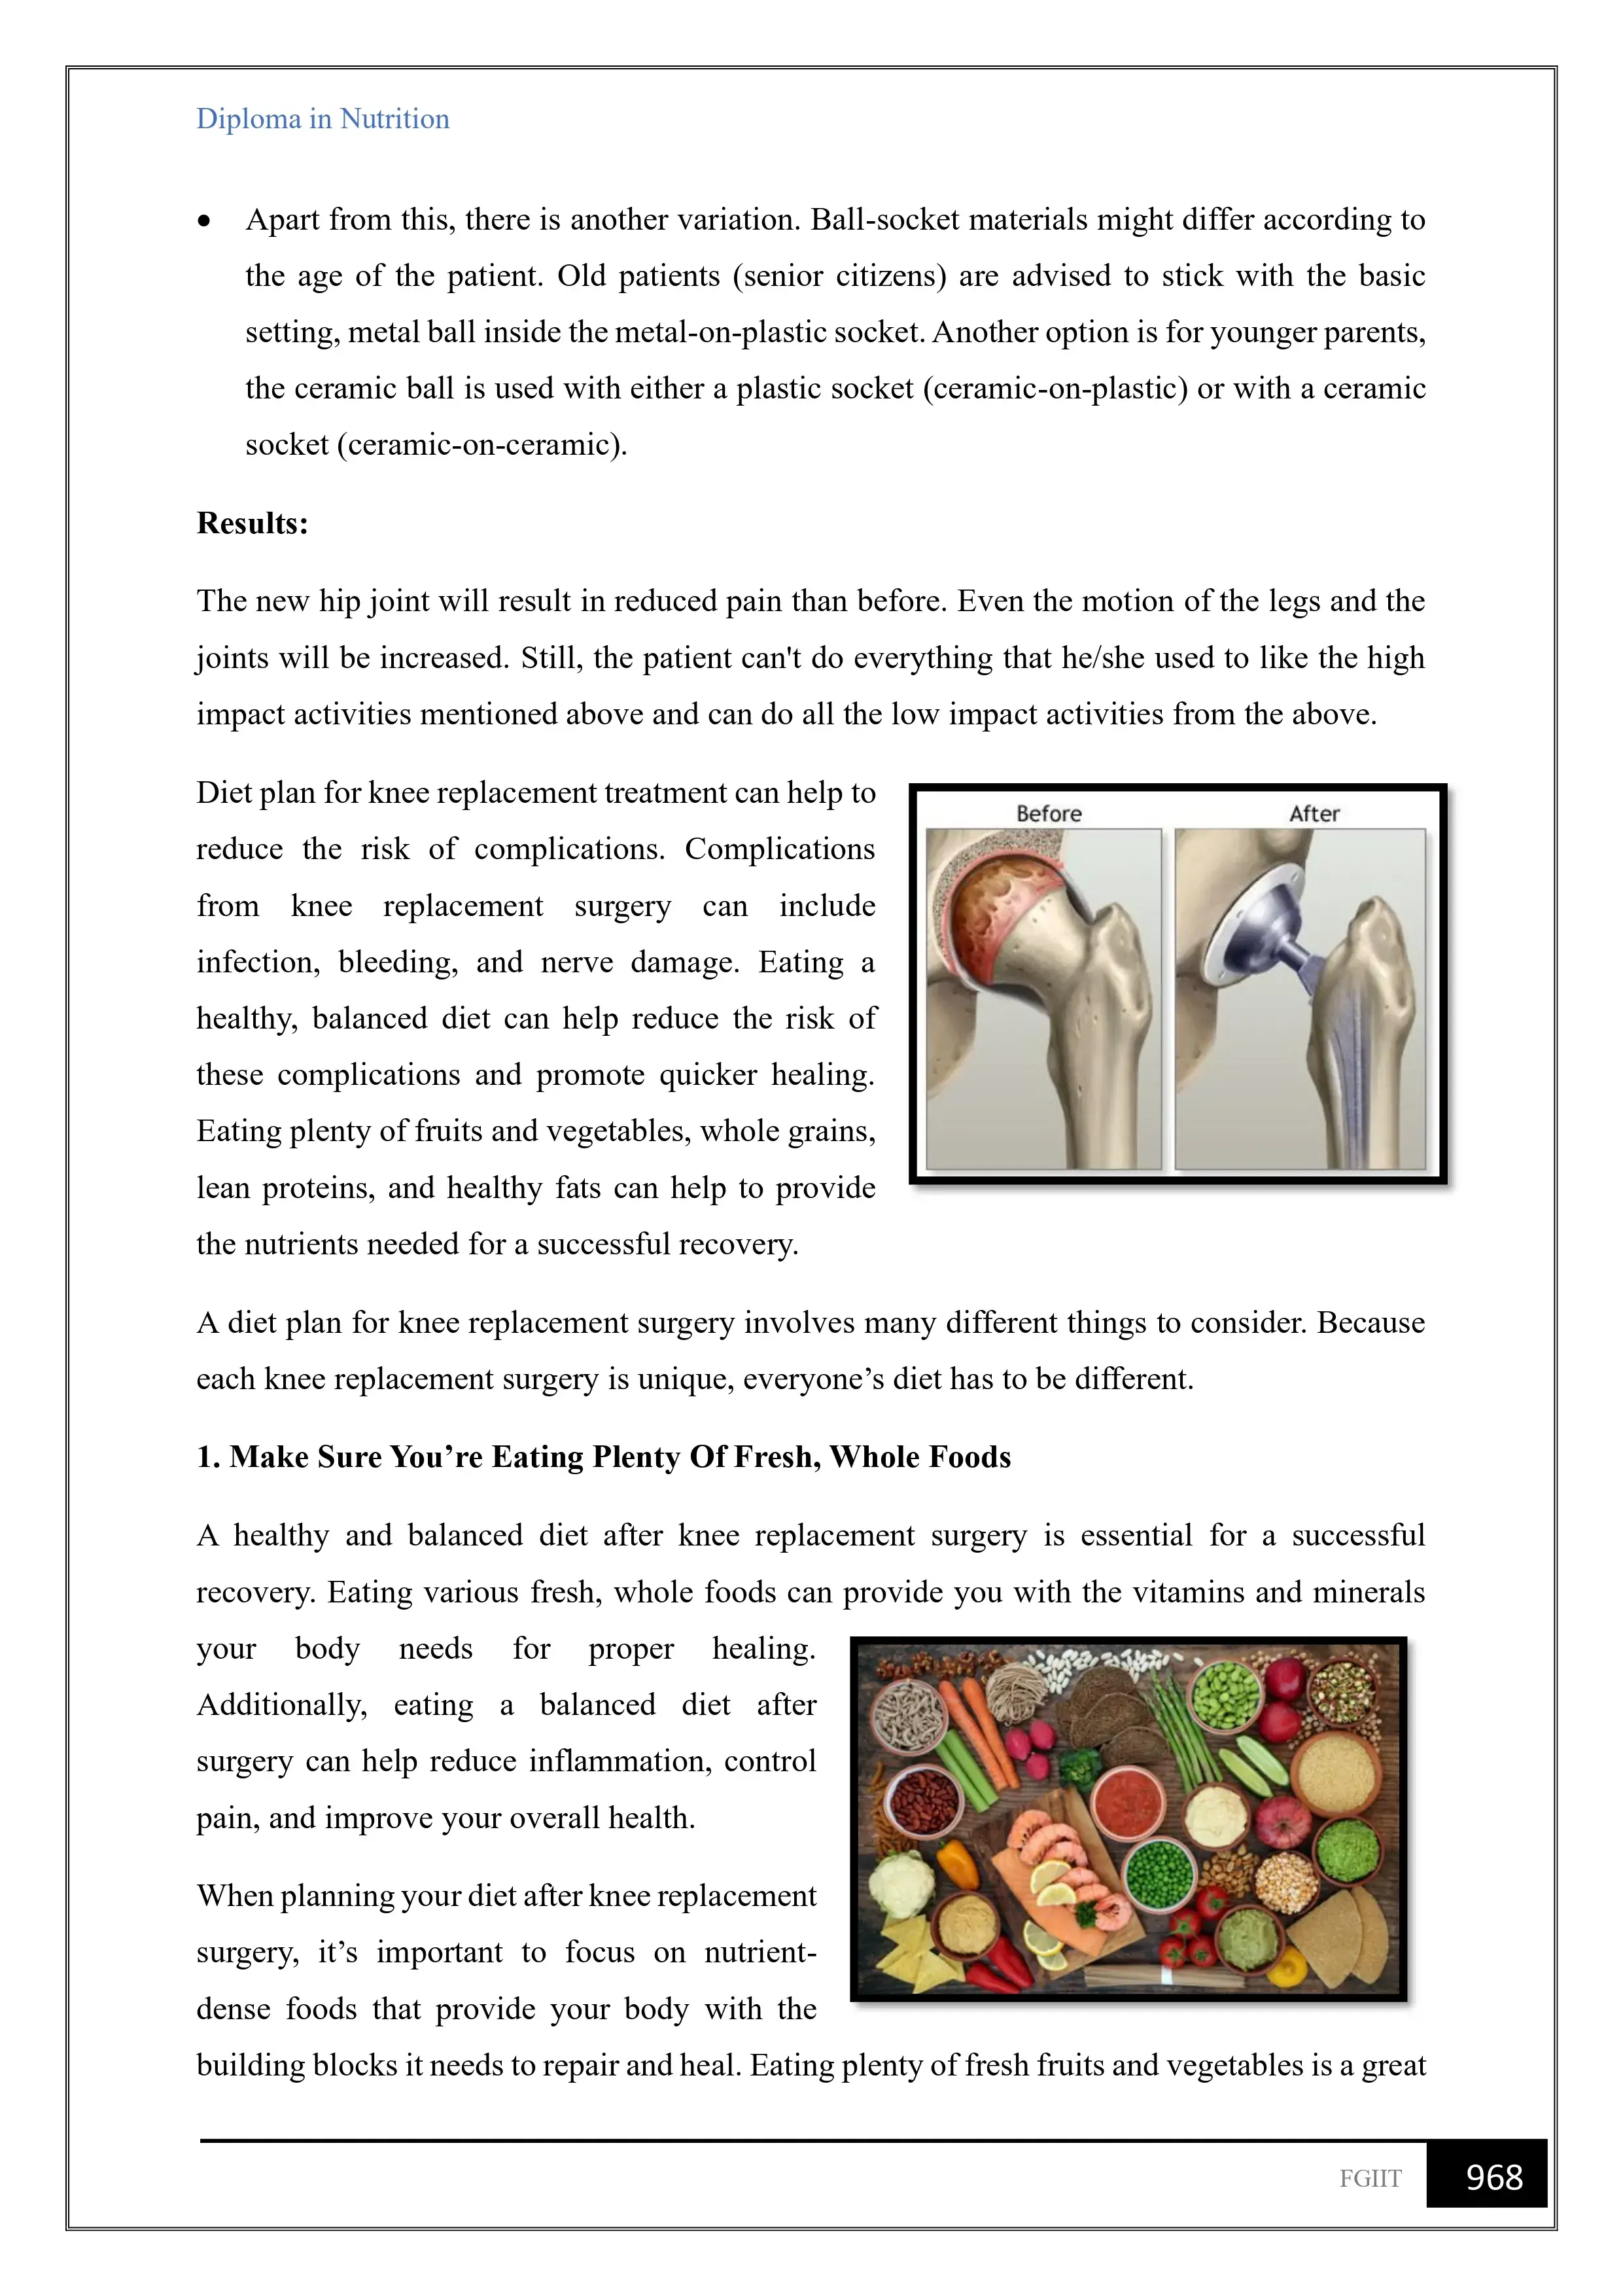 Diploma in Nutrition
• Apart from this, there is another variation. Ball-socket materials might differ according to
the age of the patient. Old patients (senior citizens) are advised to stick with the basic
setting, metal ball inside the metal-on-plastic socket. Another option is for younger parents,
the ceramic ball is used with either a plastic socket (ceramic-on-plastic) or with a ceramic
socket (ceramic-on-ceramic).
Results:
The new hip joint will result in reduced pain than before. Even the motion of the legs and the
joints will be increased. Still, the patient can't do everything that he/she used to like the high
impact activities mentioned above and can do all the low impact activities from the above.
Diet plan for knee replacement treatment can help to
reduce the risk of complications. Complications
from knee replacement surgery can include
infection, bleeding, and nerve damage. Eating a
healthy, balanced diet can help reduce the risk of
these complications and promote quicker healing.
Eating plenty of fruits and vegetables, whole grains,
lean proteins, and healthy fats can help to provide
the nutrients needed for a successful recovery.
Before
After
A diet plan for knee replacement surgery involves many different things to consider. Because
each knee replacement surgery is unique, everyone’s diet has to be different.
1. Make Sure You’re Eating Plenty Of Fresh, Whole Foods
A healthy and balanced diet after knee replacement surgery is essential for a successful
recovery. Eating various fresh, whole foods can provide you with the vitamins and minerals
your body needs for proper healing.
Additionally, eating a balanced diet after
surgery can help reduce inflammation, control
pain, and improve your overall health.
When planning your diet after knee replacement
surgery, it’s important to focus on nutrient-
dense foods that provide your body with the
building blocks it needs to repair and heal. Eating plenty of fresh fruits and vegetables is a great
FGIIT
968